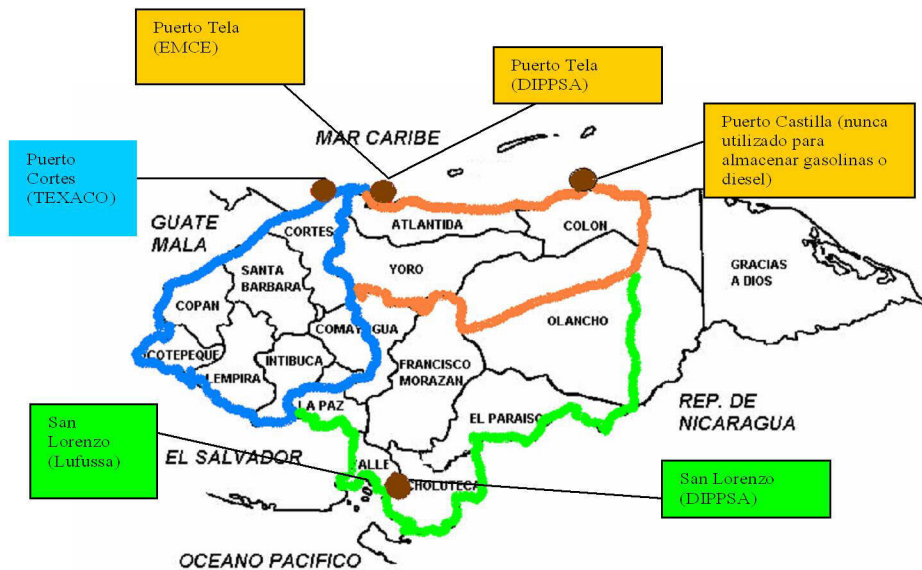 Puerto Tela
(EMCE)
Puerto Tela
(DIPPSA)
Puerto Castilla (nunca
utilizado para
almacenar gasolinas o
diesel)
MAR CARIBE
Puerto
Cortes
(TEXACO)
GUATE
MALA
CORTES
ATLANTIDA
COLON
YORO
GRACIAS
A DIOS
SANTA
BARBARA
COPAN
OLANCHO
COMAYAGUA
OCOTEPEQUE
INTIBUCA
FRANCISCO
MORAZAN
LEMPIRA
LA PAZ
EL PARAISO
REP. DE
NICARAGUA
San
Lorenzo
(Lufussa)
EL SALVADOR
VALLE
CHOLUTECA
San Lorenzo
(DIPPSA)
OCEANO PACIFICO